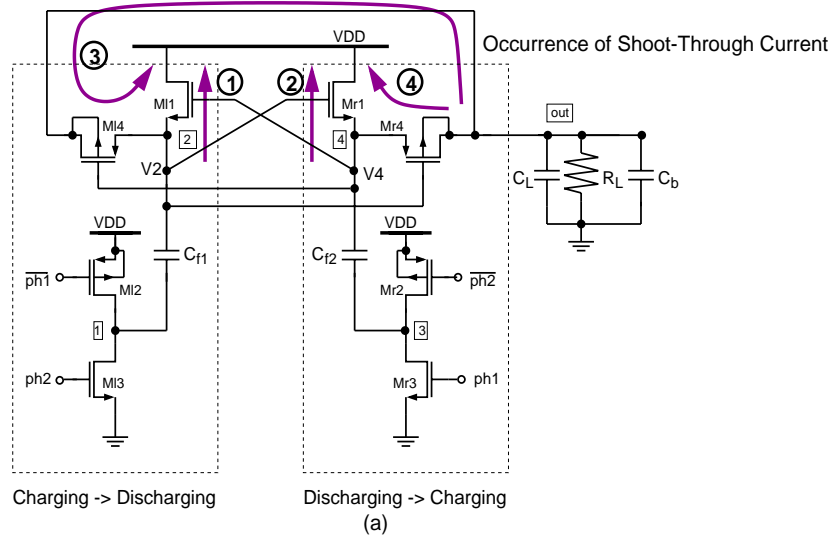 VDD
Occurrence of Shoot-Through Current
3
1
2
4
Ml1
Mr1
Ml4
2
4
Mr4
out
V2
V4
CL
RL
Cb
VDD
VDD
Cf1
Cf2
ph1
Ml2
Mr2
ph2
1
3
ph2
Ml3
Mr3
ph1
Charging -> Discharging
Discharging -> Charging
(a)